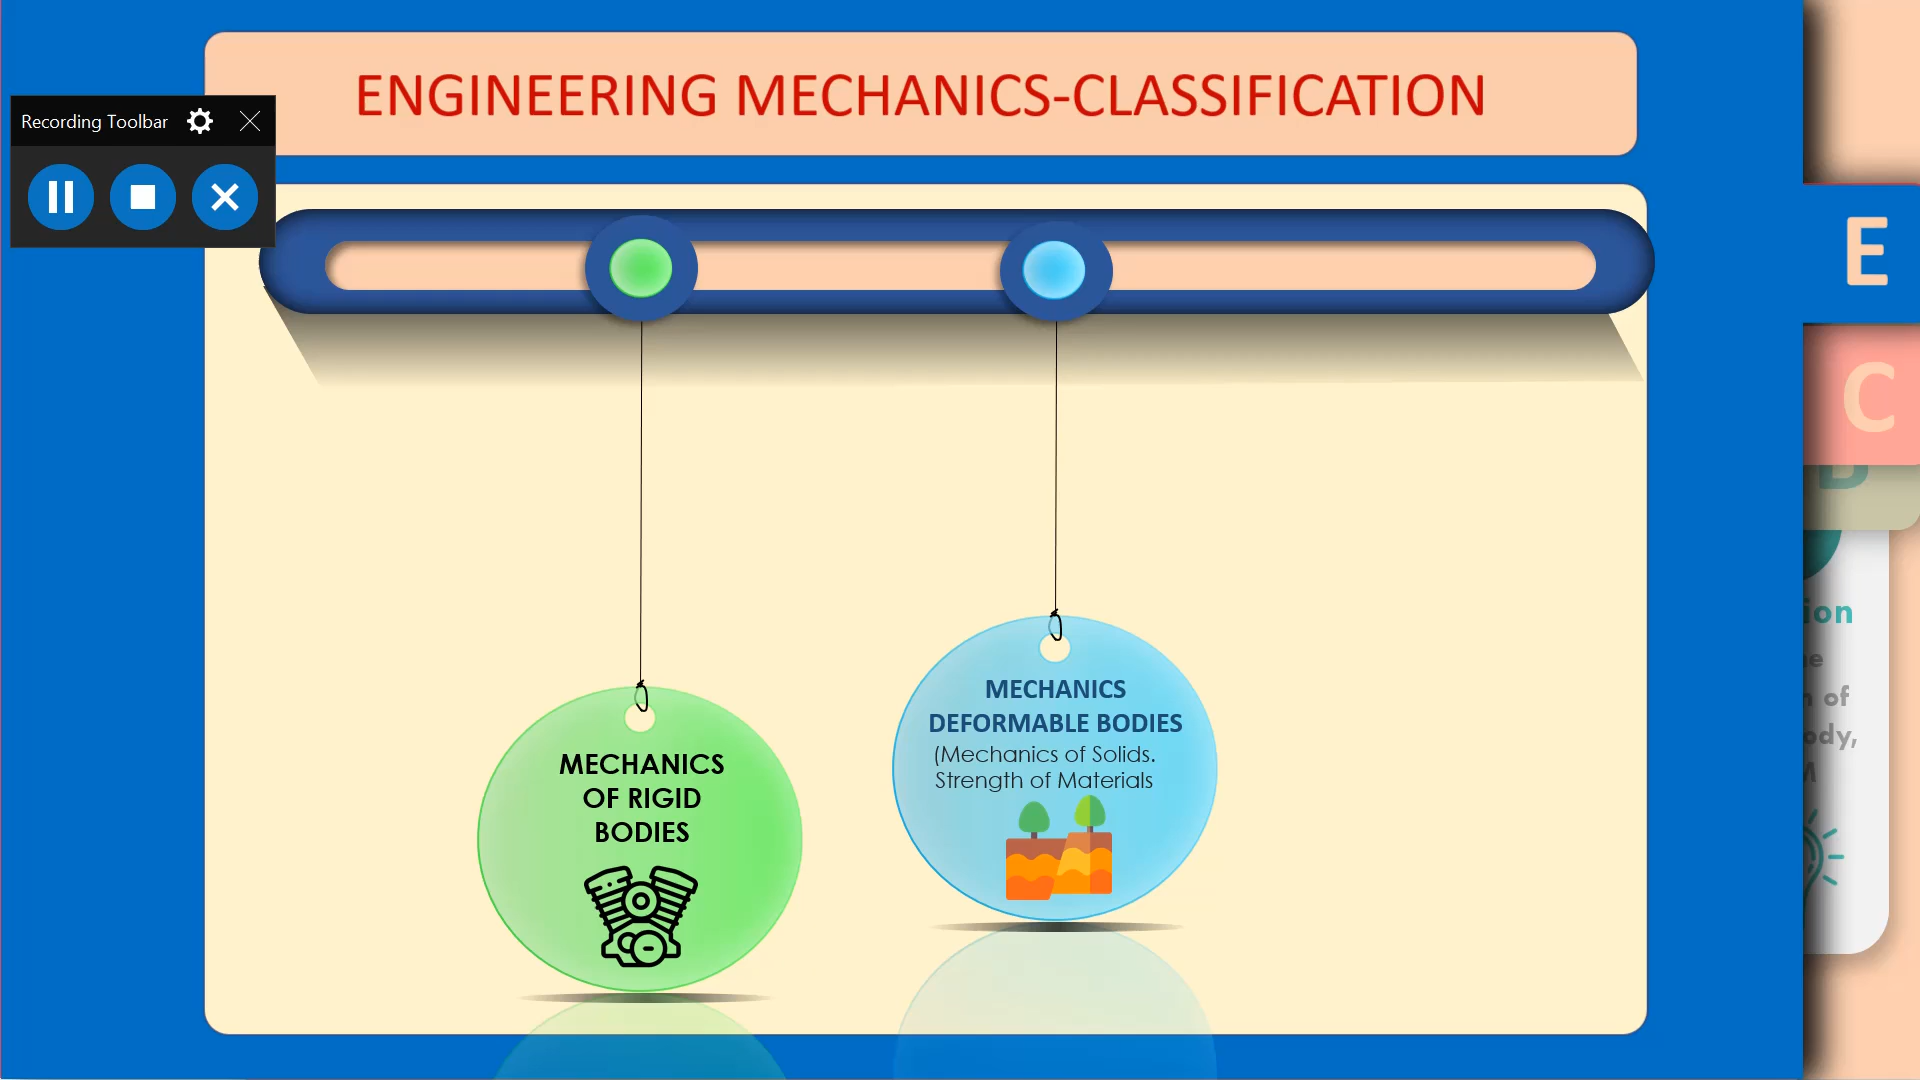 ENGINEERING MECHANICS-CLASSIFICATION
Recording Toolbar
E
C
B
MECHANICS
DEFORMABLE BODIES
(Mechanics of Solids.
Strength of Materials
MECHANICS
OF RIGID
BODIES
ion
of
ody,